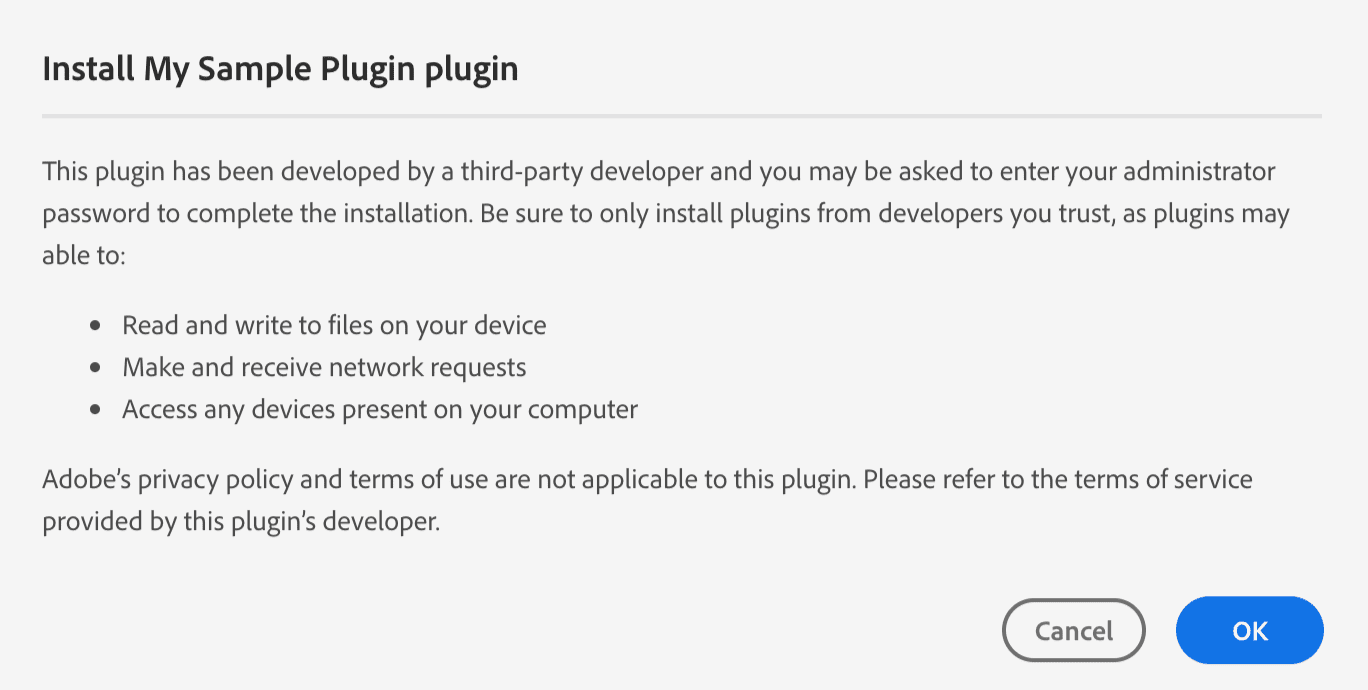 Install My Sample Plugin plugin
This plugin has been developed by a third-party developer and you may be asked to enter your administrator
password to complete the installation. Be sure to only install plugins from developers you trust, as plugins may
able to:
• Read and write to files on your device
• Make and receive network requests
• Access any devices present on your computer
Adobe’s privacy policy and terms of use are not applicable to this plugin. Please refer to the terms of service
provided by this plugin’s developer.
Cancel
OK